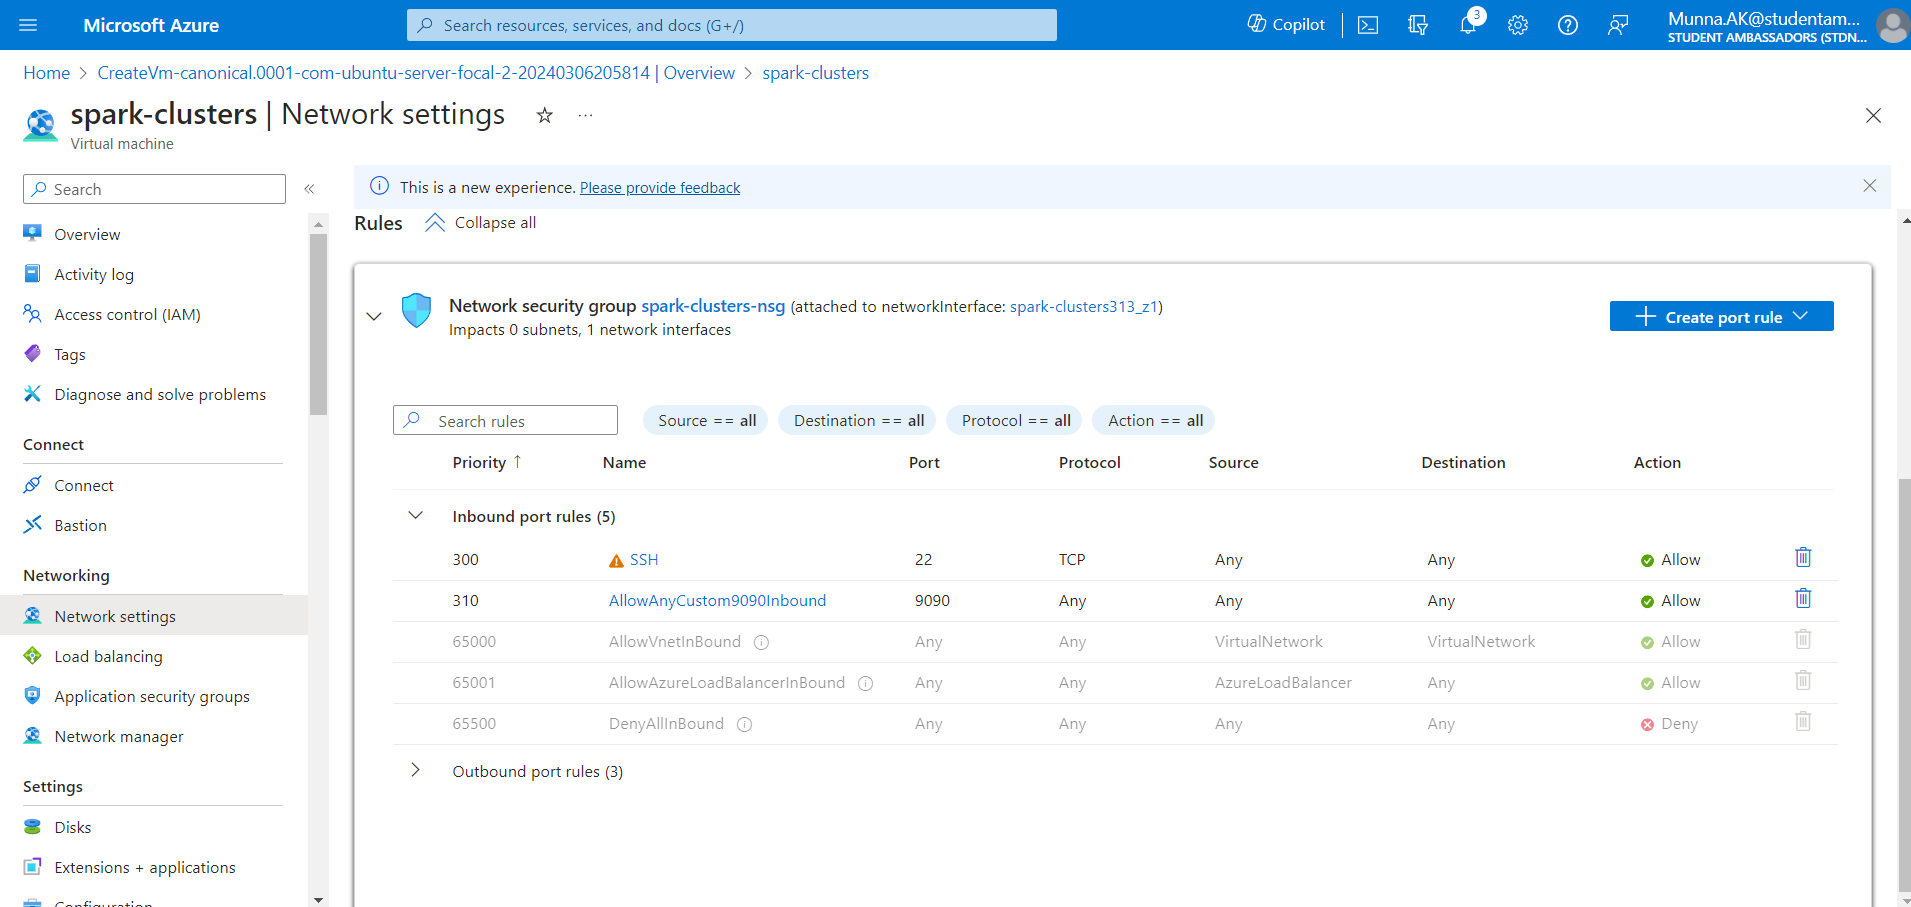 Microsoft Azure
Search resources, services, and docs (G+/)
Copilot
3
Munna.AK@studentam...
STUDENT AMBASSADORS (STDN...
Home > CreateVm-canonical.0001-com-ubuntu-server-focal-2-20240306205814 | Overview > spark-clusters
spark-clusters | Network settings
Virtual machine
Search
Overview
Activity log
Access control (IAM)
Tags
Diagnose and solve problems
Connect
Connect
Bastion
Networking
Network settings
Load balancing
Application security groups
Network manager
Settings
Disks
Extensions + applications
Configuration
This is a new experience. Please provide feedback
Rules
Collapse all
Network security group spark-clusters-nsg (attached to networkInterface: spark-clusters313_z1)
Impacts 0 subnets, 1 network interfaces
Create port rule
Search rules
Source == all
Destination == all
Protocol == all
Action == all
Priority ↑ Name Port Protocol Source Destination Action
Inbound port rules (5)
300 SSH 22 TCP Any Any Allow
310 AllowAnyCustom9090Inbound 9090 Any Any Any Allow
65000 AllowVnetInBound Any Any VirtualNetwork VirtualNetwork Allow
65001 AllowAzureLoadBalancerInBound Any Any AzureLoadBalancer Any Allow
65500 DenyAllInBound Any Any Any Any Deny
Outbound port rules (3)